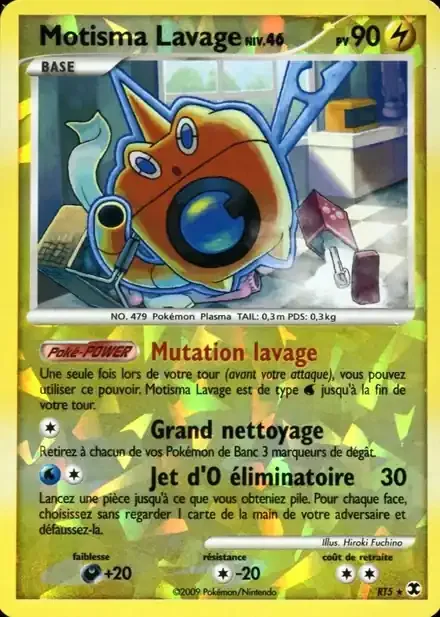 Motisma Lavage NIV.46 PV 90
BASE
NO. 479 Pokémon Plasma TAIL: 0,3 m PDS: 0,3 kg
Poké-POWER Mutation lavage
Une seule fois lors de votre tour (avant votre attaque), vous pouvez
utiliser ce pouvoir. Motisma Lavage est de type jusqu'à la fin de
votre tour.
Grand nettoyage
Retirez à chacun de vos Pokémon de Banc 3 marqueurs de dégât.
Jet d'O éliminatoire 30
Lancez une pièce jusqu'à ce que vous obteniez pile. Pour chaque face,
choisissez sans regarder 1 carte de la main de votre adversaire et
défaussez-la.
Illus. Hiroki Fuchino
faiblesse résistance coût de retraite
+20 -20
©2009 Pokémon/Nintendo RT5